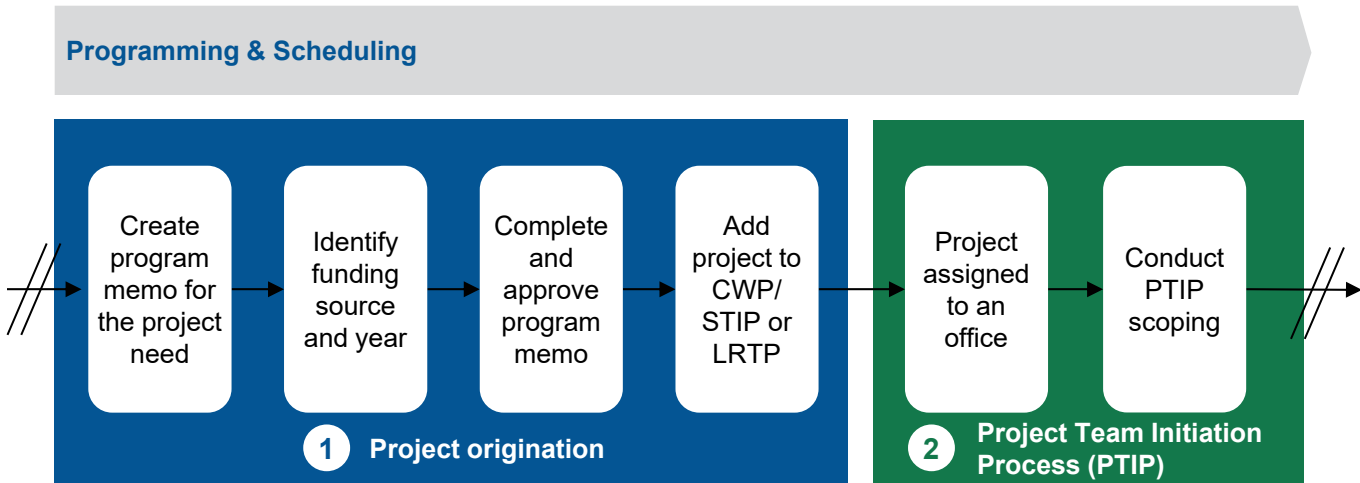 Programming & Scheduling
Create
program
memo for
the project
need
Identify
funding
source
and year
Complete
and
approve
program
memo
Add
project to
CWP/
STIP or
LRTP
Project
assigned
to an
office
Conduct
PTIP
scoping
1 Project origination
2 Project Team Initiation
Process (PTIP)